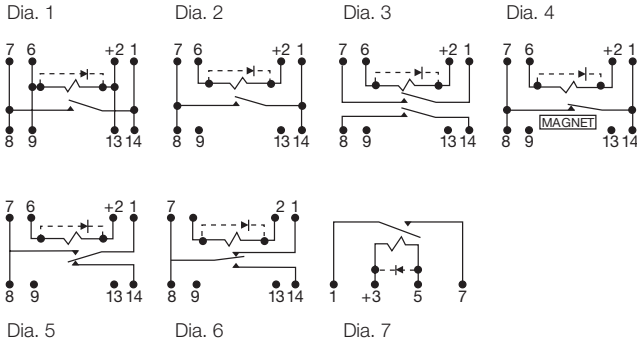 Dia. 1 Dia. 2 Dia. 3 Dia. 4
7 6 +2 1 7 6 +2 1 7 6 +2 1 7 6 +2 1
MAGNET
8 9 13 14 8 9 13 14 8 9 13 14 8 9 13 14
7 6 +2 1 7 2 1
8 9 13 14 8 9 13 14 1 +3 5 7
Dia. 5 Dia. 6 Dia. 7